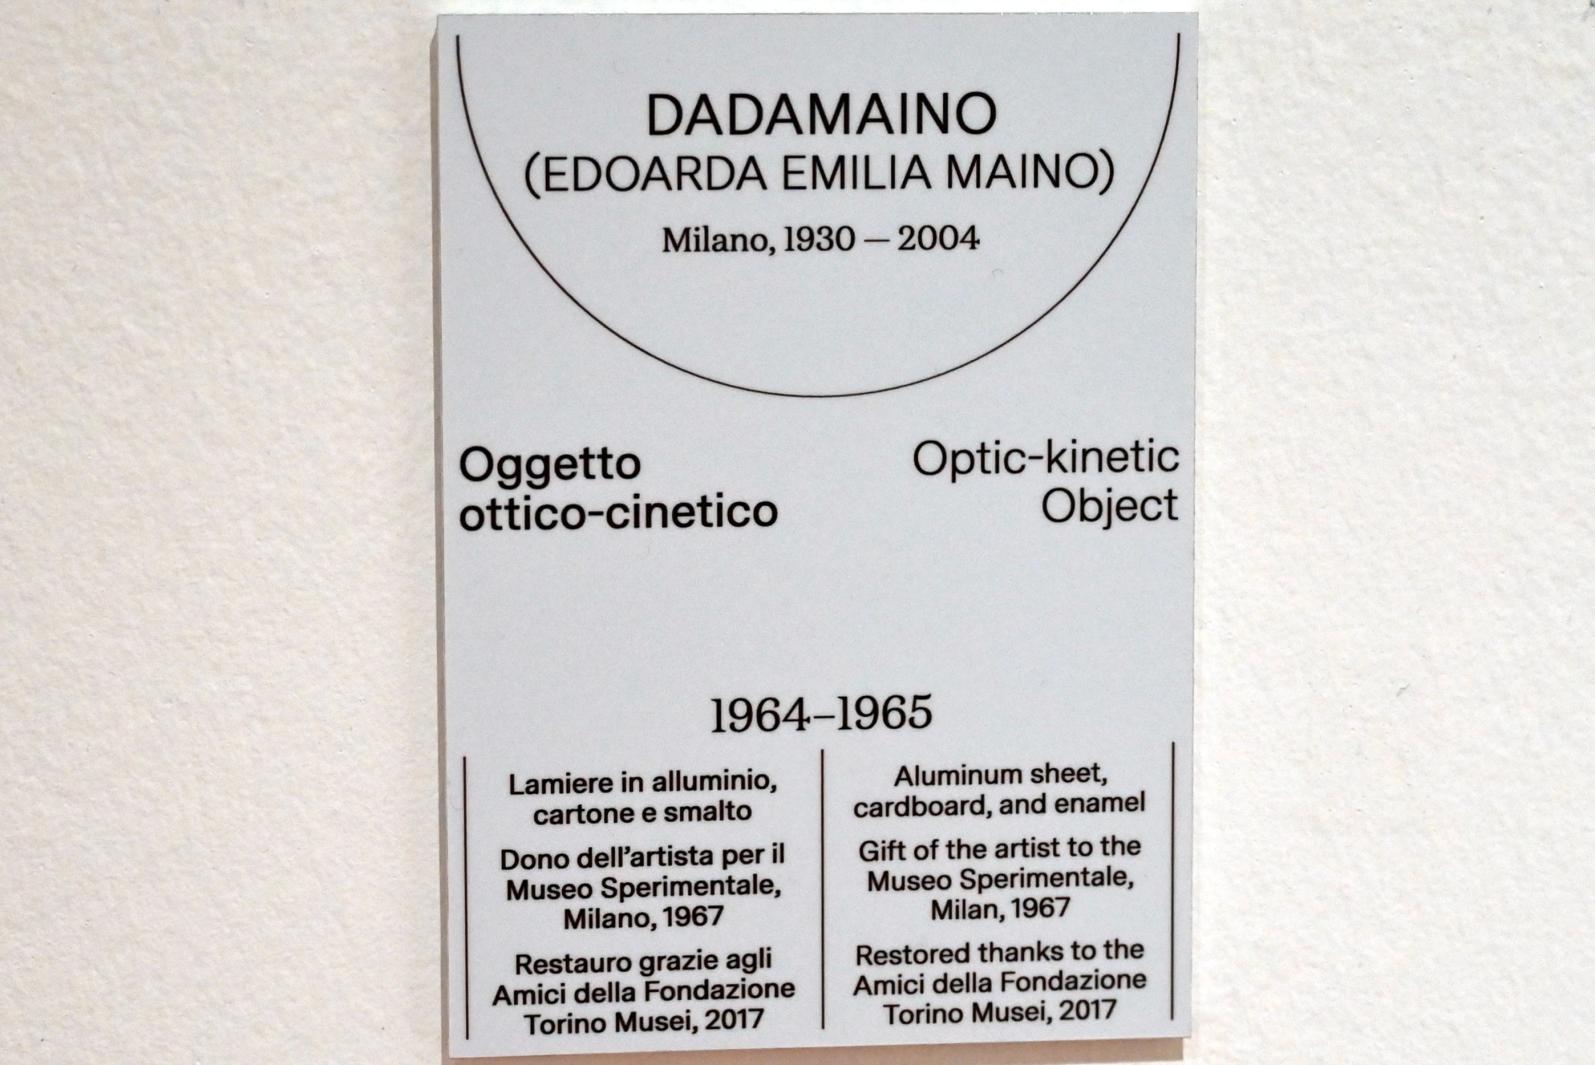 DADAMAINO
(EDOARDA EMILIA MAINO)
Milano, 1930 — 2004
Oggetto
ottico-cinetico
Optic-kinetic
Object
1964–1965
Lamiere in alluminio,
cartone e smalto
Dono dell’artista per il
Museo Sperimentale,
Milano, 1967
Restauro grazie agli
Amici della Fondazione
Torino Musei, 2017
Aluminum sheet,
cardboard, and enamel
Gift of the artist to the
Museo Sperimentale,
Milan, 1967
Restored thanks to the
Amici della Fondazione
Torino Musei, 2017